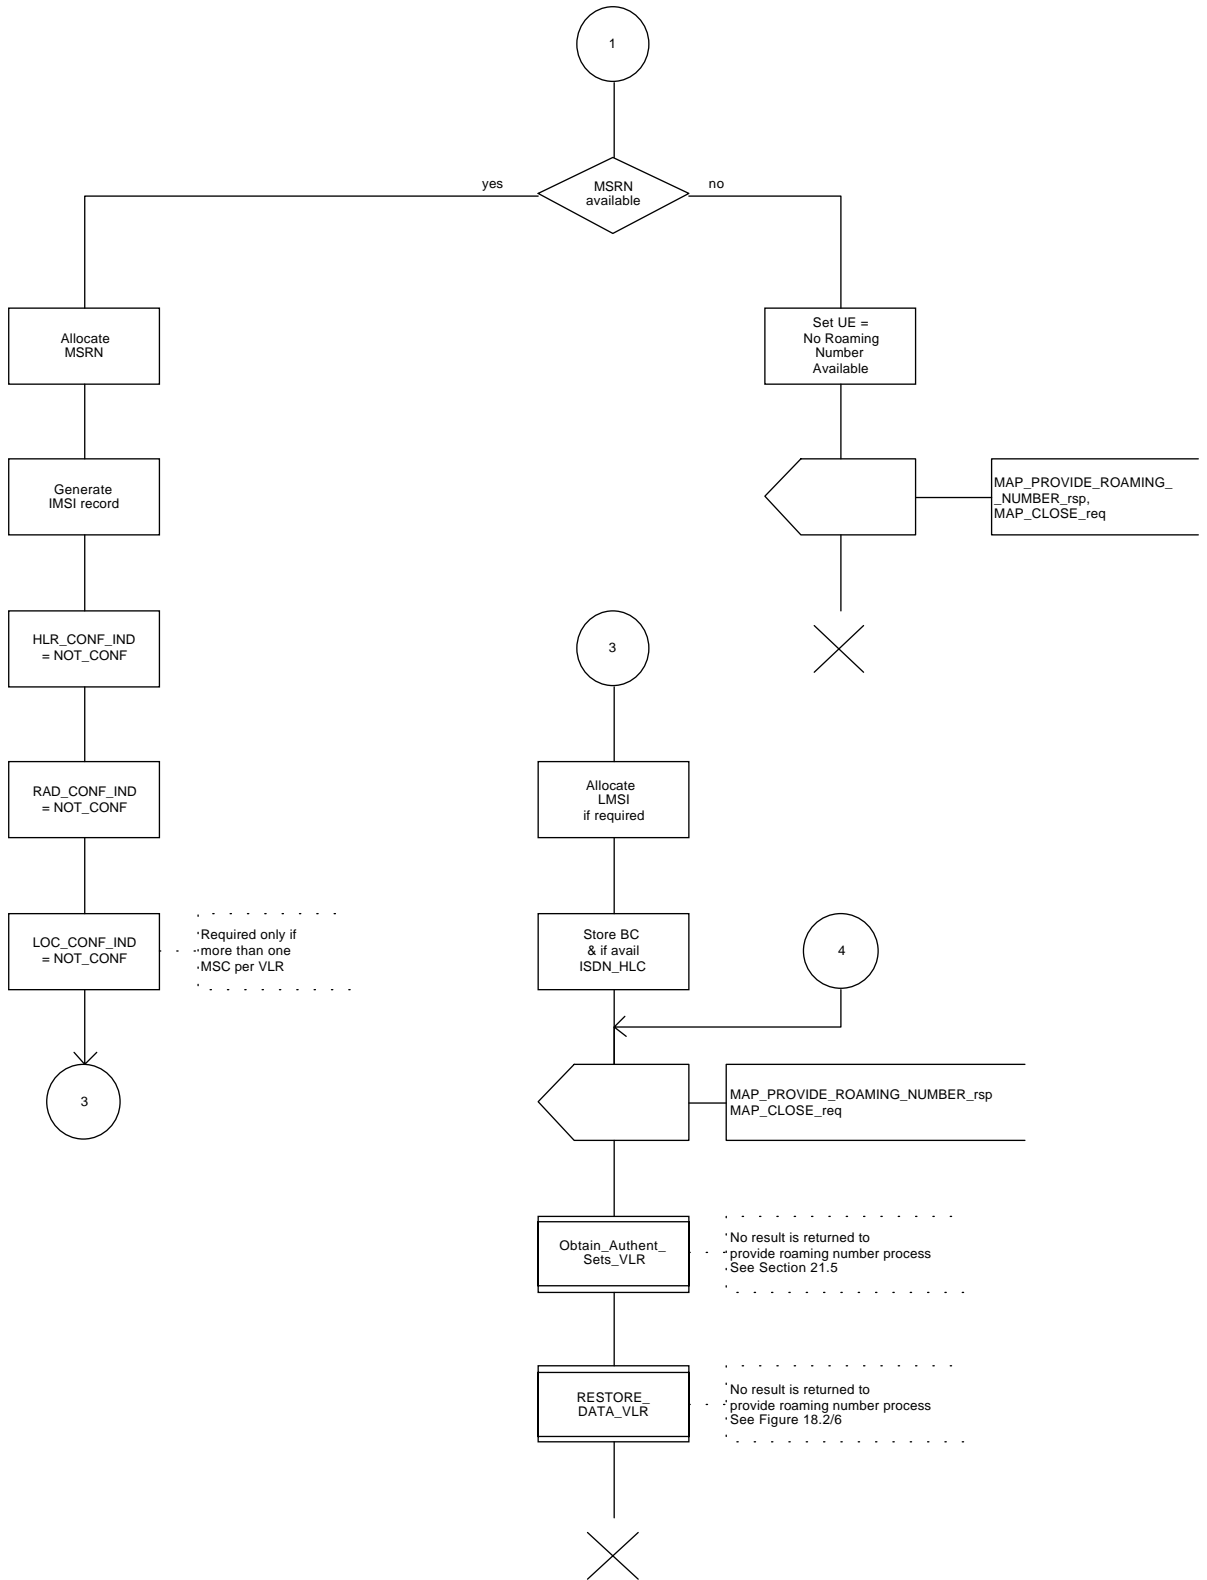 1
yes
MSRN
available
no
Allocate
MSRN
Set UE =
No Roaming
Number
Available
Generate
IMSI record
MAP_PROVIDE_ROAMING_
_NUMBER_rsp,
MAP_CLOSE_req
HLR_CONF_IND
= NOT_CONF
3
RAD_CONF_IND
= NOT_CONF
Allocate
LMSI
if required
LOC_CONF_IND
= NOT_CONF
Required only if
more than one
MSC per VLR
Store BC
& if avail
ISDN_HLC
4
3
MAP_PROVIDE_ROAMING_NUMBER_rsp
MAP_CLOSE_req
Obtain_Authent_
Sets_VLR
No result is returned to
provide roaming number process
See Section 21.5
RESTORE_
DATA_VLR
No result is returned to
provide roaming number process
See Figure 18.2/6